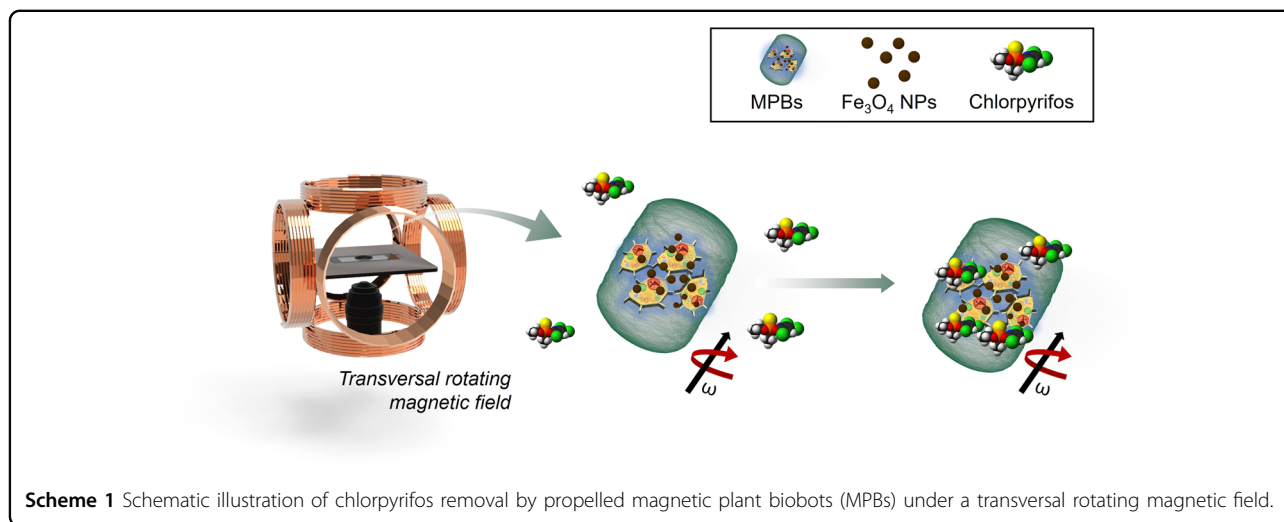 MPBs Fe₃O₄ NPs Chlorpyrifos
Transversal rotating
magnetic field
ω
ω
Scheme 1 Schematic illustration of chlorpyrifos removal by propelled magnetic plant biobots (MPBs) under a transversal rotating magnetic field.